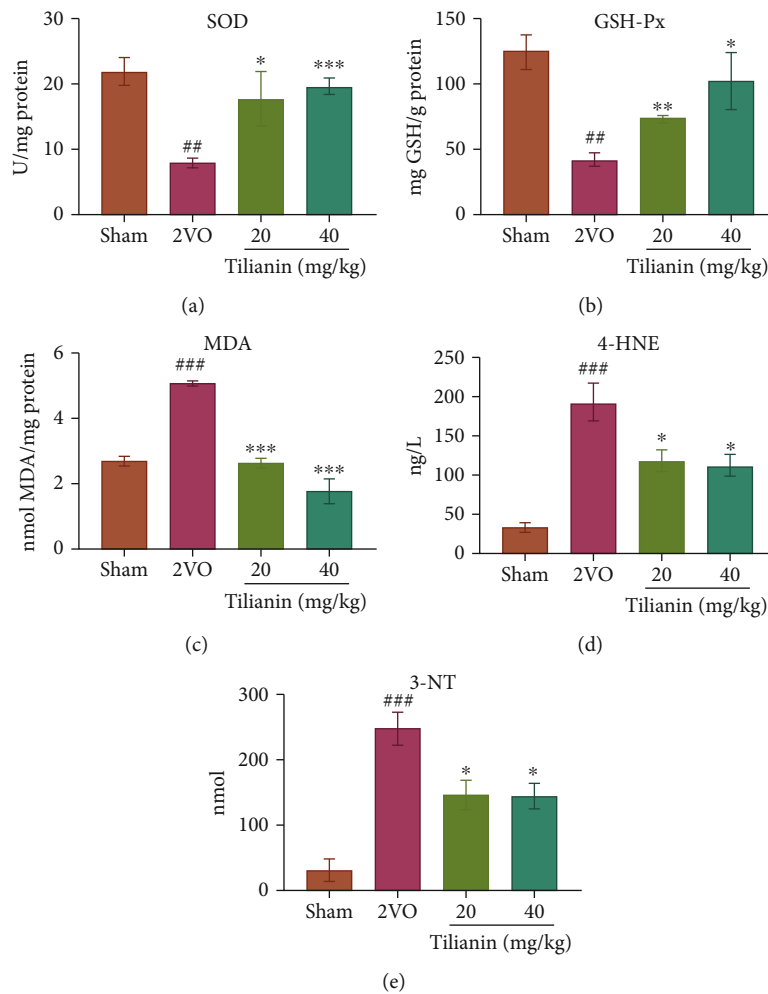 SOD
U/mg protein
30
20
10
0
*
***
##
Sham 2VO 20 40
Tilianin (mg/kg)
(a)
GSH-Px
mg GSH/g protein
150
100
50
0
*
**
##
Sham 2VO 20 40
Tilianin (mg/kg)
(b)
MDA
nmol MDA/mg protein
6
4
2
0
###
***
***
Sham 2VO 20 40
Tilianin (mg/kg)
(c)
4-HNE
ng/L
250
200
150
100
50
0
###
*
*
Sham 2VO 20 40
Tilianin (mg/kg)
(d)
3-NT
nmol
300
200
100
0
###
*
*
Sham 2VO 20 40
Tilianin (mg/kg)
(e)